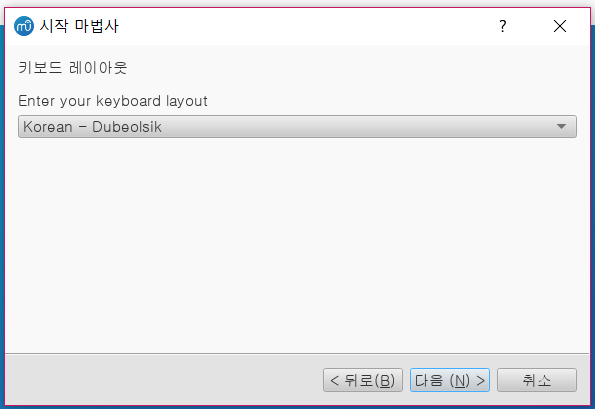 시작 마법사
키보드 레이아웃
Enter your keyboard layout
Korean - Dubeolsik
< 뒤로(B) 다음 (N) > 취소